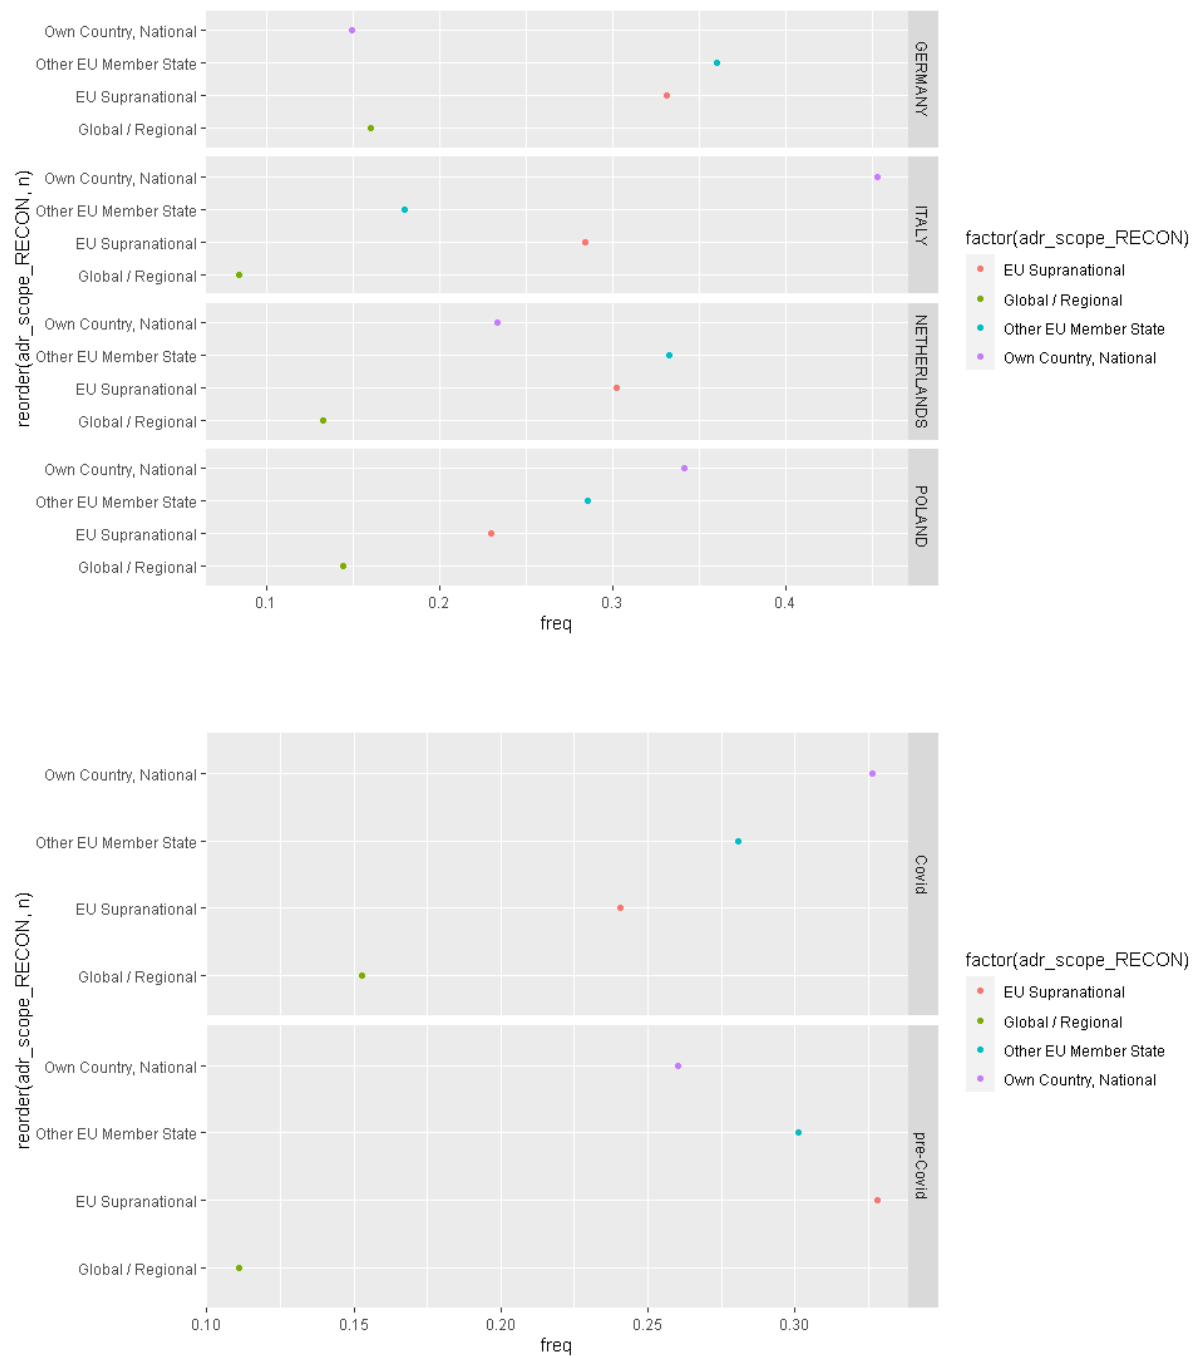 Own Country, National
Other EU Member State
EU Supranational
Global / Regional
GERMANY
Own Country, National
Other EU Member State
EU Supranational
Global / Regional
ITALY
Own Country, National
Other EU Member State
EU Supranational
Global / Regional
NETHERLANDS
Own Country, National
Other EU Member State
EU Supranational
Global / Regional
POLAND
reorder(adr_scope_RECON, n)
0.1 0.2 0.3 0.4
freq
factor(adr_scope_RECON)
EU Supranational
Global / Regional
Other EU Member State
Own Country, National
Own Country, National
Other EU Member State
EU Supranational
Global / Regional
Covid
Own Country, National
Other EU Member State
EU Supranational
Global / Regional
pre-Covid
reorder(adr_scope_RECON, n)
0.10 0.15 0.20 0.25 0.30
freq
factor(adr_scope_RECON)
EU Supranational
Global / Regional
Other EU Member State
Own Country, National